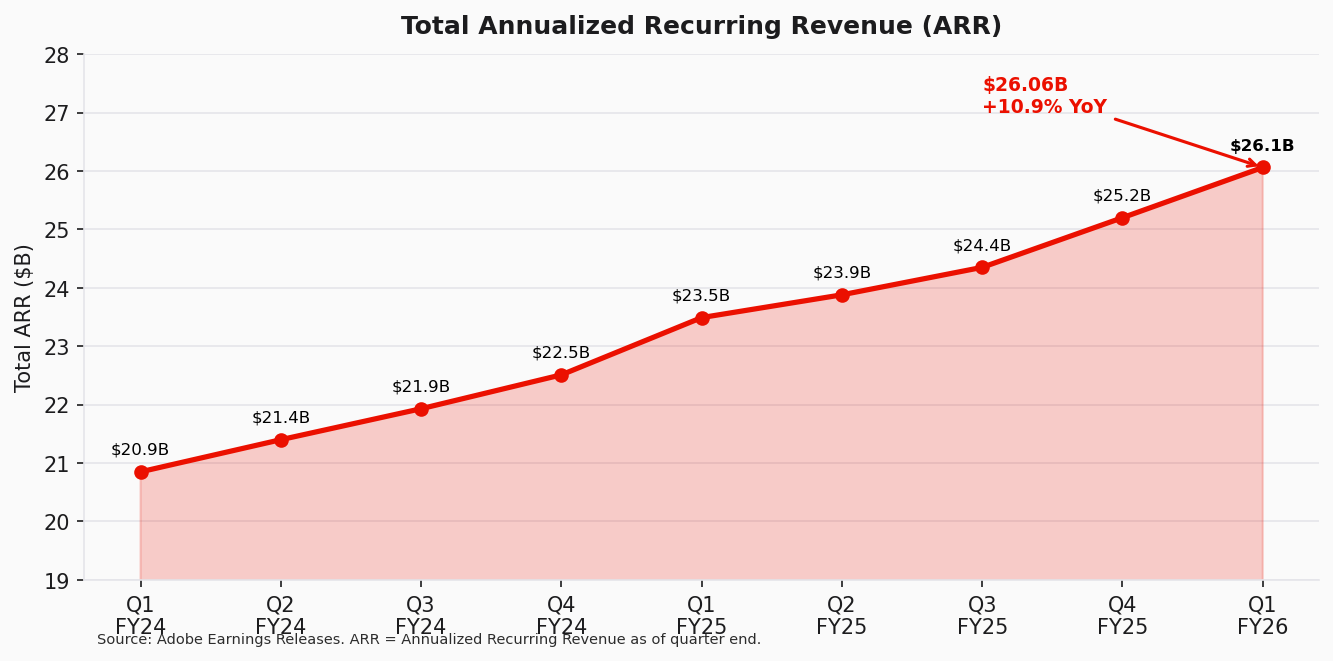 Total Annualized Recurring Revenue (ARR)
Total ARR ($B)
28
27
26
25
24
23
22
21
20
19
$26.06B
+10.9% YoY
$20.9B
$21.4B
$21.9B
$22.5B
$23.5B
$23.9B
$24.4B
$25.2B
$26.1B
Q1 Q2 Q3 Q4 Q1 Q2 Q3 Q4 Q1
FY24 FY24 FY24 FY24 FY25 FY25 FY25 FY25 FY26
Source: Adobe Earnings Releases. ARR = Annualized Recurring Revenue as of quarter end.